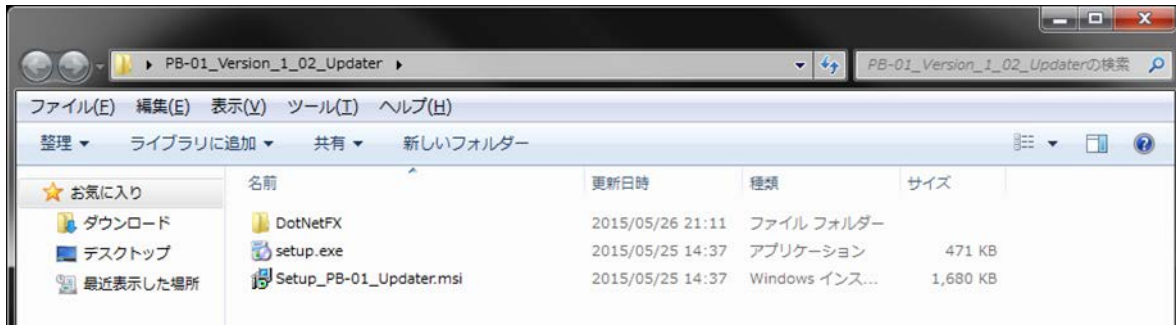 PB-01_Version_1_02_Updater
PB-01_Version_1_02_Updaterの検索
ファイル(F) 編集(E) 表示(V) ツール(T) ヘルプ(H)
整理 ライブラリに追加 共有 新しいフォルダー
お気に入り
ダウンロード
デスクトップ
最近表示した場所
名前 更新日時 種類 サイズ
DotNetFX 2015/05/26 21:11 ファイル フォルダー
setup.exe 2015/05/25 14:37 アプリケーション 471 KB
Setup_PB-01_Updater.msi 2015/05/25 14:37 Windows インス... 1,680 KB